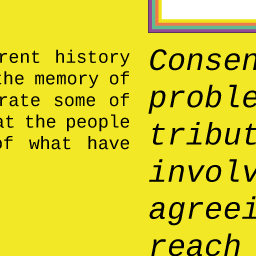 rent history
the memory of
rate some of
at the people
of what have
Consen
proble
tribut
involv
agreei
reach